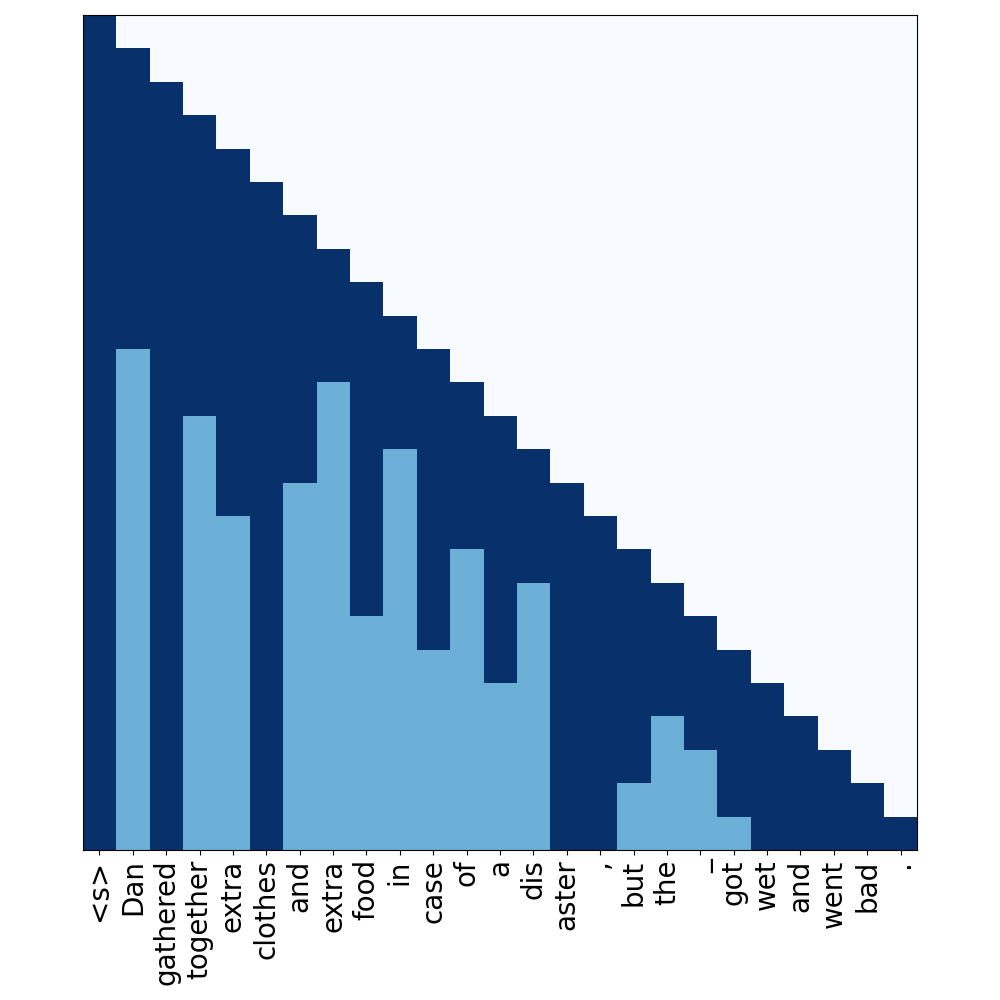 <s> Dan gathered together extra clothes and extra food in case of a dis aster , but the _ got wet and went bad .